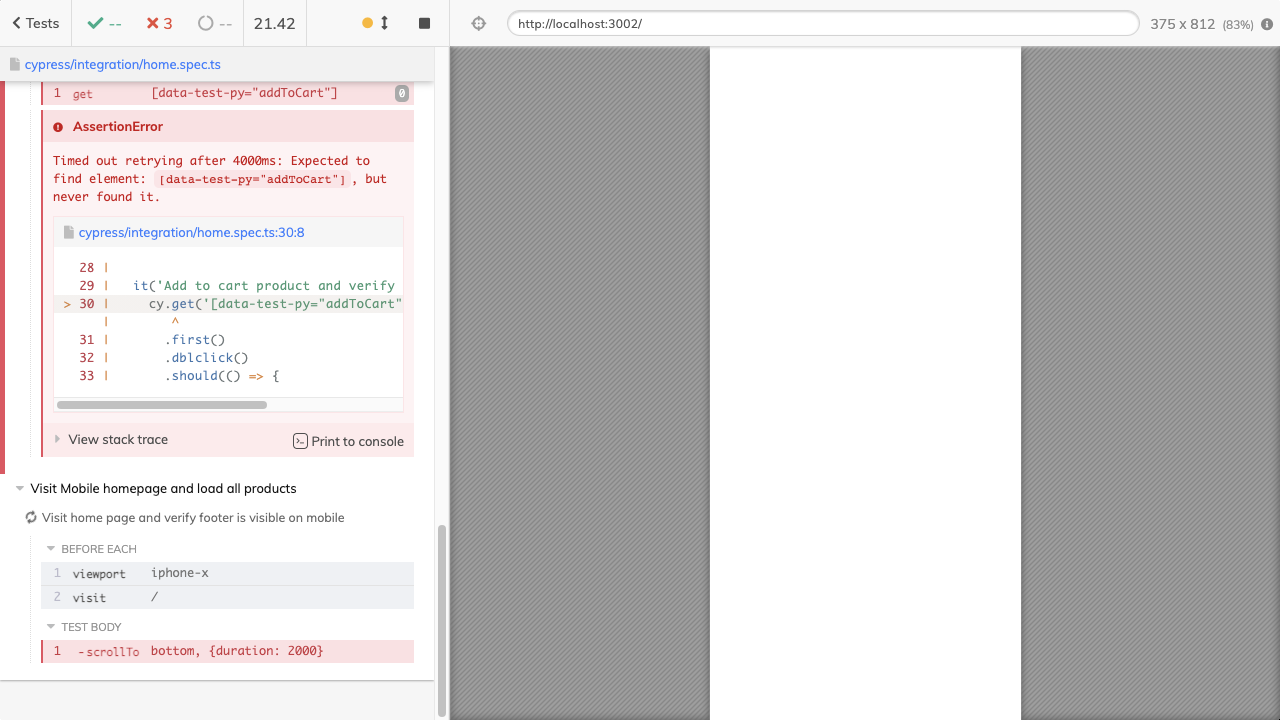 Tests
--
3
--
21.42
http://localhost:3002/
375 x 812 (83%)
cypress/integration/home.spec.ts
1 get [data-test-py="addToCart"] 0
AssertionError
Timed out retrying after 4000ms: Expected to
find element: [data-test-py="addToCart"], but
never found it.
cypress/integration/home.spec.ts:30:8
28 |
29 | it('Add to cart product and verify
> 30 | cy.get('[data-test-py="addToCart"
| ^
31 | .first()
32 | .dblclick()
33 | .should(() => {
View stack trace
Print to console
Visit Mobile homepage and load all products
Visit home page and verify footer is visible on mobile
BEFORE EACH
1 viewport iphone-x
2 visit /
TEST BODY
1 -scrollTo bottom, {duration: 2000}